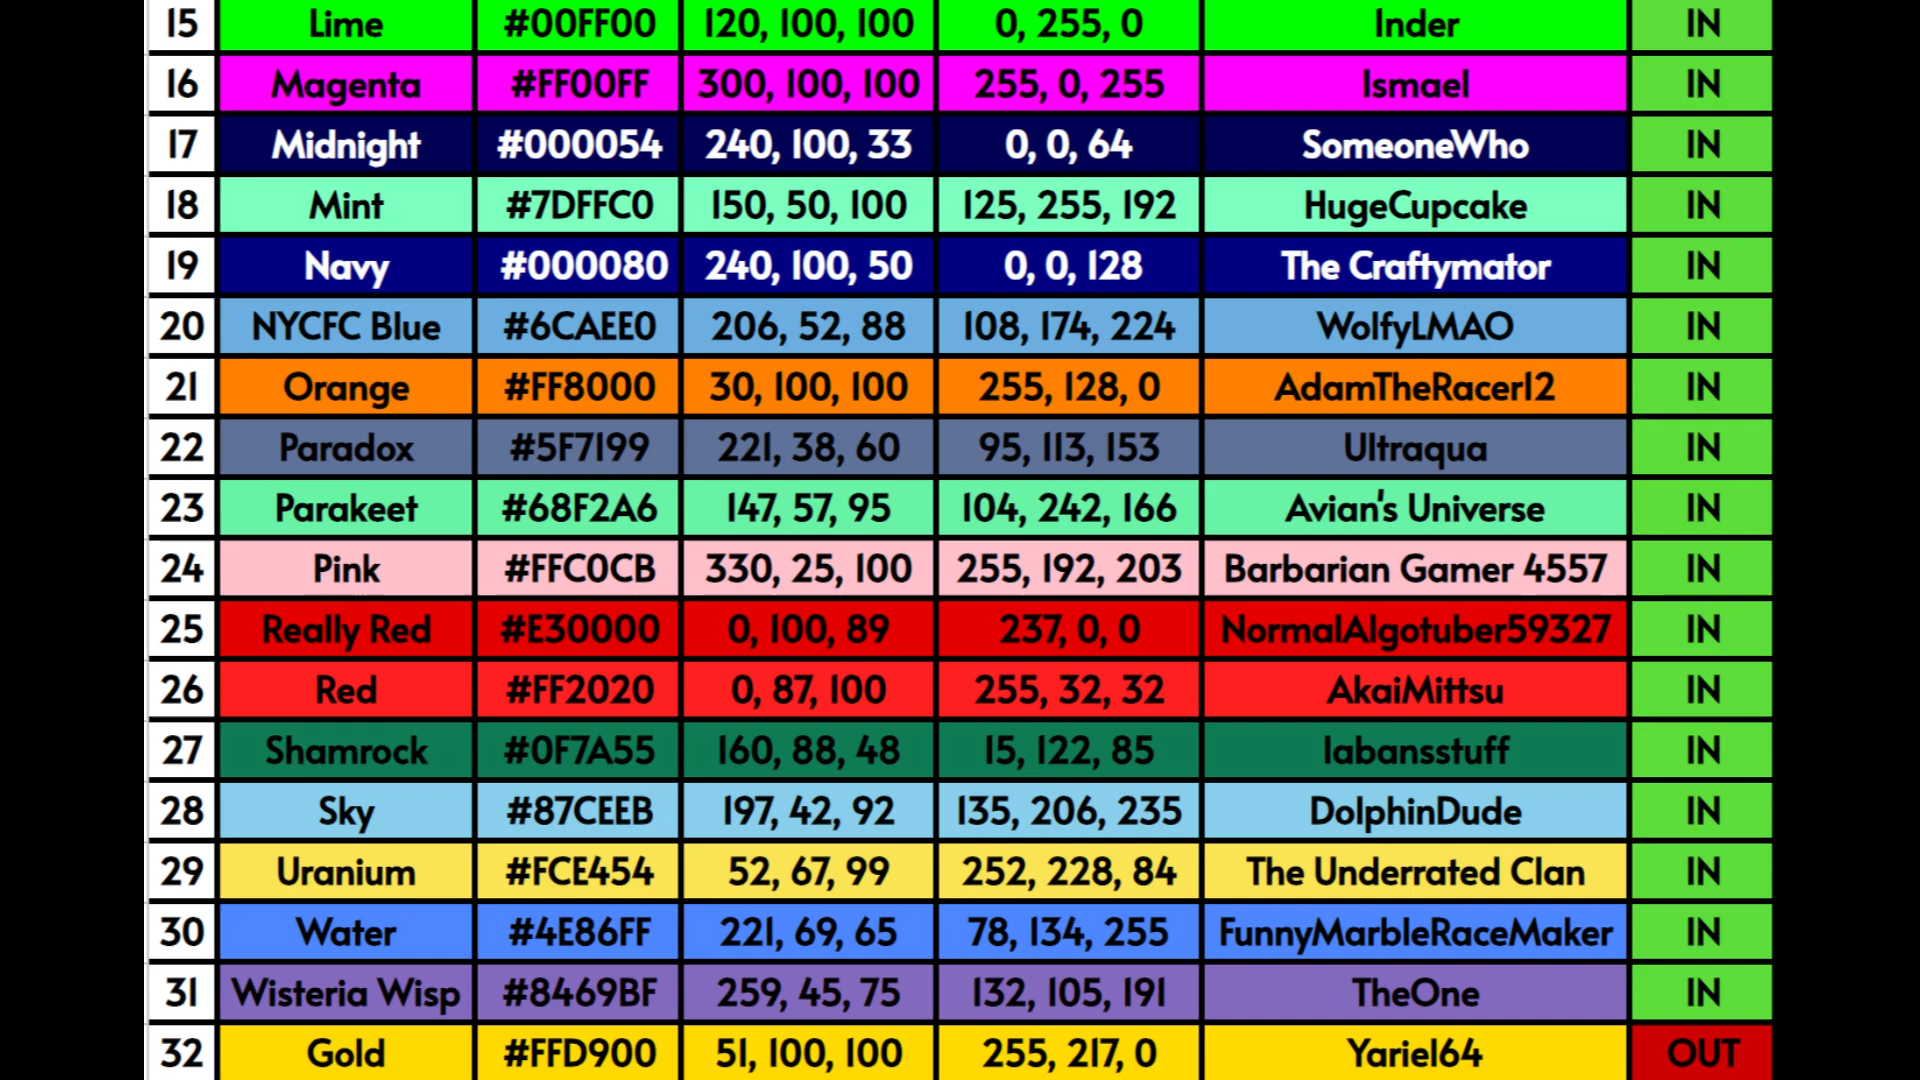 15 Lime #00FF00 120, 100, 100 0, 255, 0 Inder IN
16 Magenta #FF00FF 300, 100, 100 255, 0, 255 Ismael IN
17 Midnight #000054 240, 100, 33 0, 0, 64 SomeoneWho IN
18 Mint #7DFFC0 150, 50, 100 125, 255, 192 HugeCupcake IN
19 Navy #000080 240, 100, 50 0, 0, 128 The Craftymator IN
20 NYCFC Blue #6CAEE0 206, 52, 88 108, 174, 224 WolfyLMAO IN
21 Orange #FF8000 30, 100, 100 255, 128, 0 AdamTheRacer12 IN
22 Paradox #5F7199 221, 38, 60 95, 113, 153 Ultraqua IN
23 Parakeet #68F2A6 147, 57, 95 104, 242, 166 Avian's Universe IN
24 Pink #FFC0CB 330, 25, 100 255, 192, 203 Barbarian Gamer 4557 IN
25 Really Red #E30000 0, 100, 89 237, 0, 0 NormalAlgotuber59327 IN
26 Red #FF2020 0, 87, 100 255, 32, 32 AkaiMittsu IN
27 Shamrock #0F7A55 160, 88, 48 15, 122, 85 labansstuff IN
28 Sky #87CEEB 197, 42, 92 135, 206, 235 DolphinDude IN
29 Uranium #FCE454 52, 67, 99 252, 228, 84 The Underrated Clan IN
30 Water #4E86FF 221, 69, 65 78, 134, 255 FunnyMarbleRaceMaker IN
31 Wisteria Wisp #8469BF 259, 45, 75 132, 105, 191 TheOne IN
32 Gold #FFD900 51, 100, 100 255, 217, 0 Yariel64 OUT